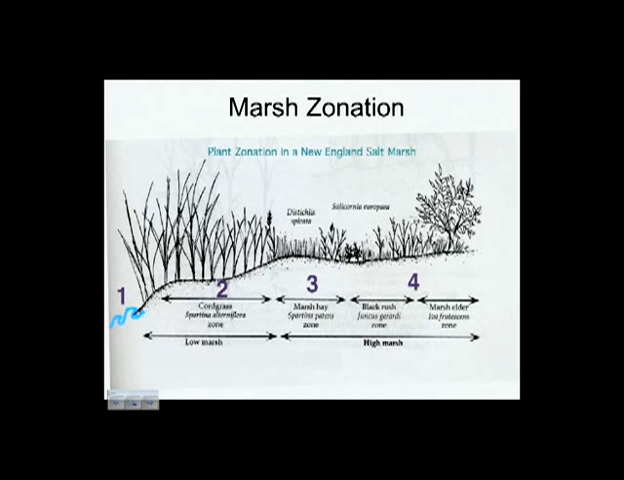 Marsh Zonation
Plant Zonation in a New England Salt Marsh
Distichlis
spicata
Salicornia europaea
1
2
3
4
Cordgrass
Spartina alterniflora
zone
Marsh hay
Spartina patens
zone
Black rush
Juncus gerardi
zone
Marsh elder
Iva frutescens
zone
Low marsh
High marsh